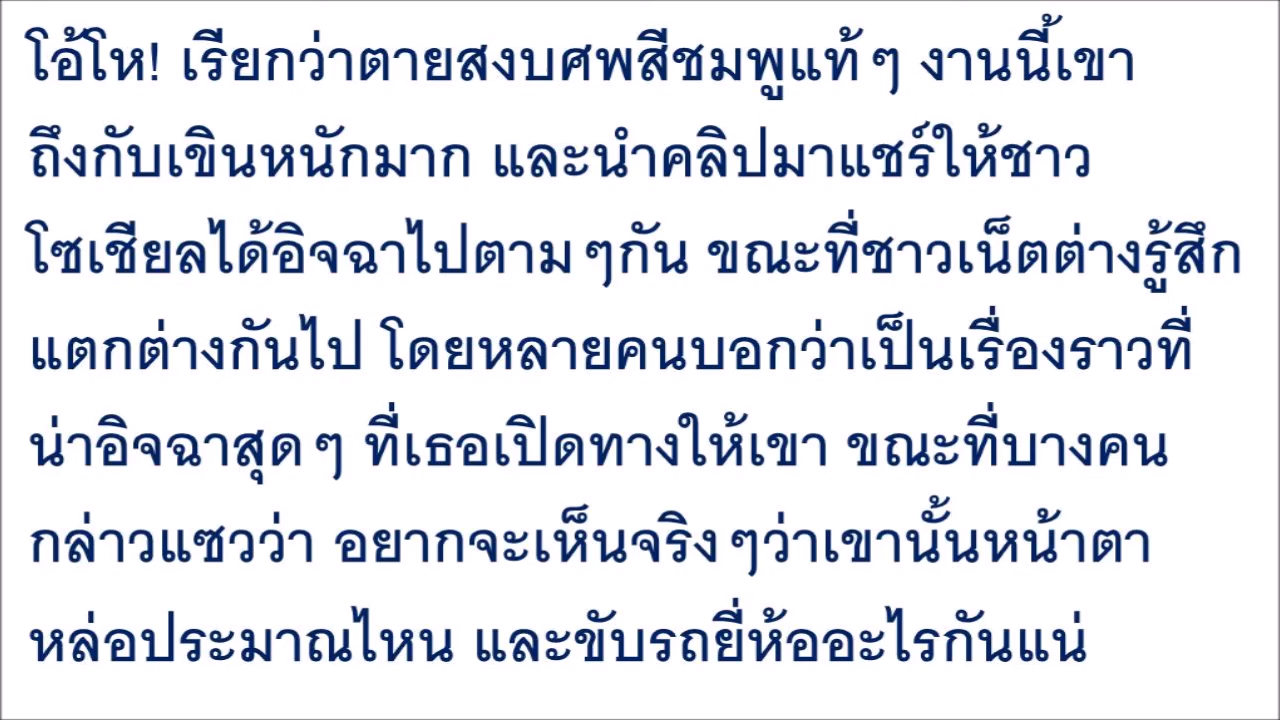 โอ้โห! เรียกว่าตายสงบศพสีชมพูแท้ๆ งานนี้เขา
ถึงกับเขินหนักมาก และนำคลิปมาแชร์ให้ชาว
โซเชียลได้อิจฉาไปตามๆกัน ขณะที่ชาวเน็ตต่างรู้สึก
แตกต่างกันไป โดยหลายคนบอกว่าเป็นเรื่องราวที่
น่าอิจฉาสุดๆ ที่เธอเปิดทางให้เขา ขณะที่บางคน
กล่าวแซวว่า อยากจะเห็นจริงๆว่าเขานั้นหน้าตา
หล่อประมาณไหน และขับรถยี่ห้ออะไรกันแน่